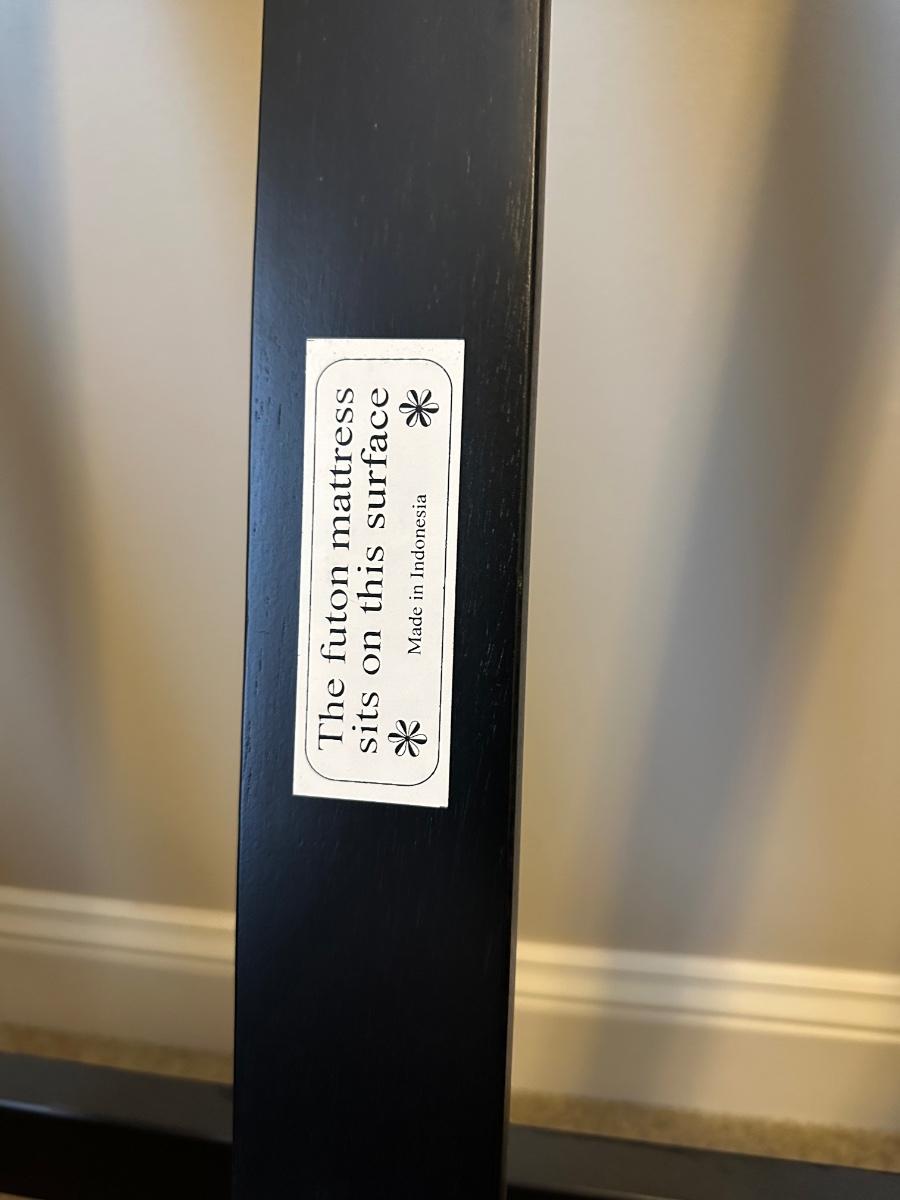 The futon mattress
sits on this surface
Made in Indonesia